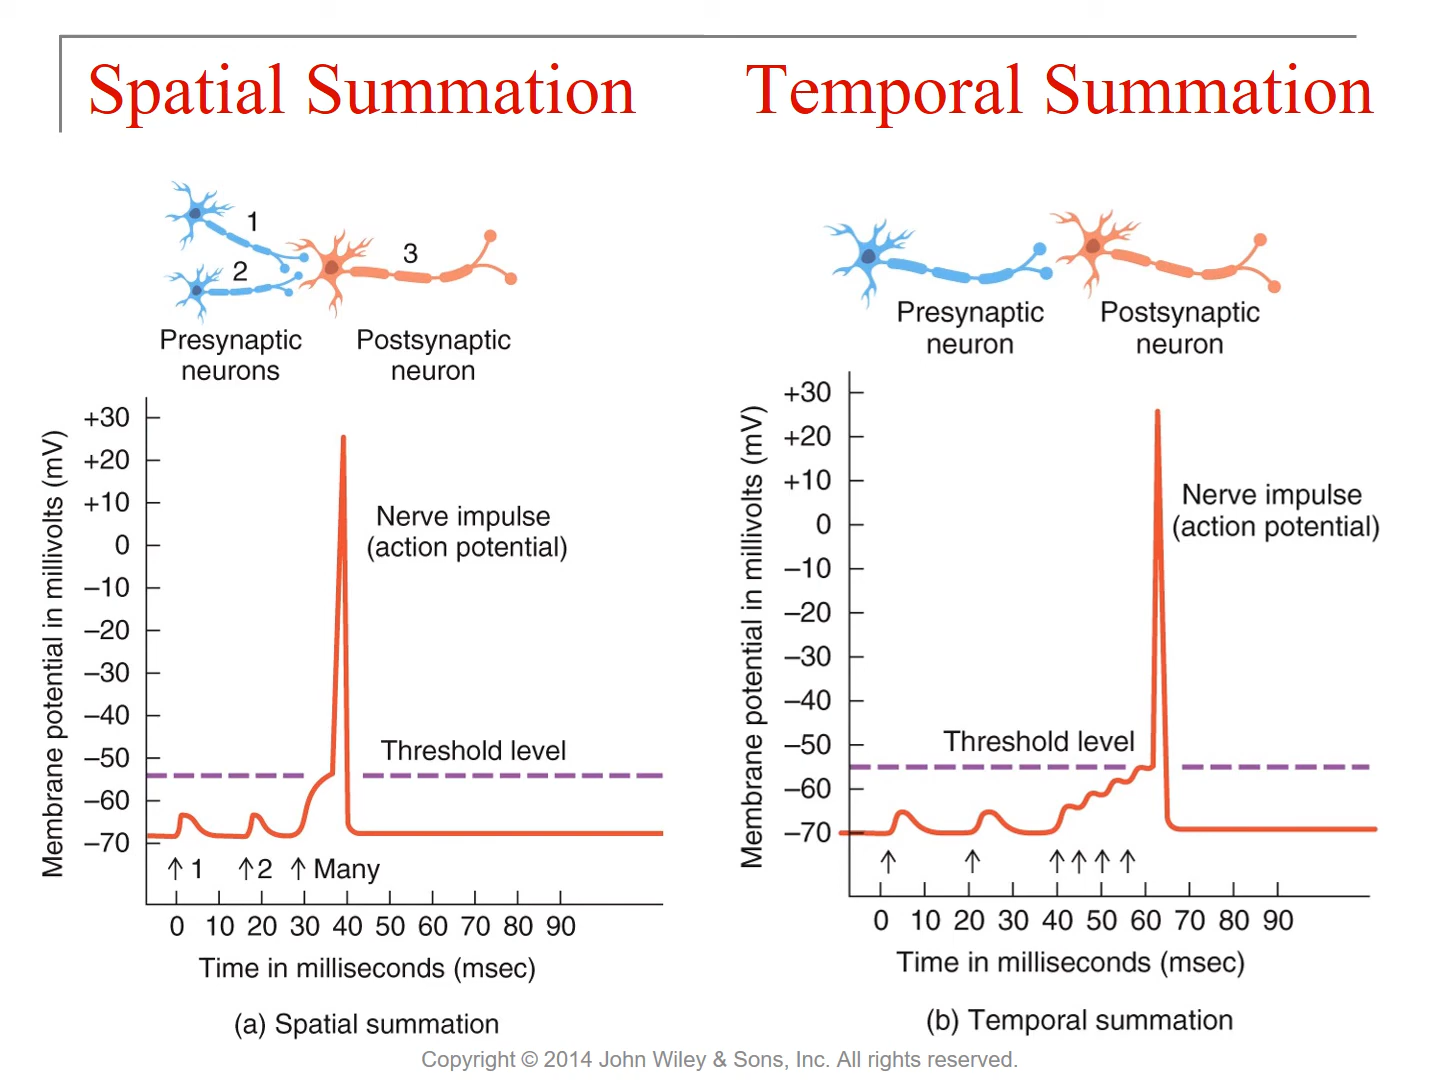 Spatial Summation
Temporal Summation
1
2
3
Presynaptic
neurons
Postsynaptic
neuron
Membrane potential in millivolts (mV)
+30
+20
+10
0
–10
–20
–30
–40
–50
–60
–70
Nerve impulse
(action potential)
Threshold level
↑ 1
↑ 2
↑ Many
0 10 20 30 40 50 60 70 80 90
Time in milliseconds (msec)
(a) Spatial summation
Presynaptic
neuron
Postsynaptic
neuron
Membrane potential in millivolts (mV)
+30
+20
+10
0
–10
–20
–30
–40
–50
–60
–70
Nerve impulse
(action potential)
Threshold level
0 10 20 30 40 50 60 70 80 90
Time in milliseconds (msec)
(b) Temporal summation
Copyright © 2014 John Wiley & Sons, Inc. All rights reserved.